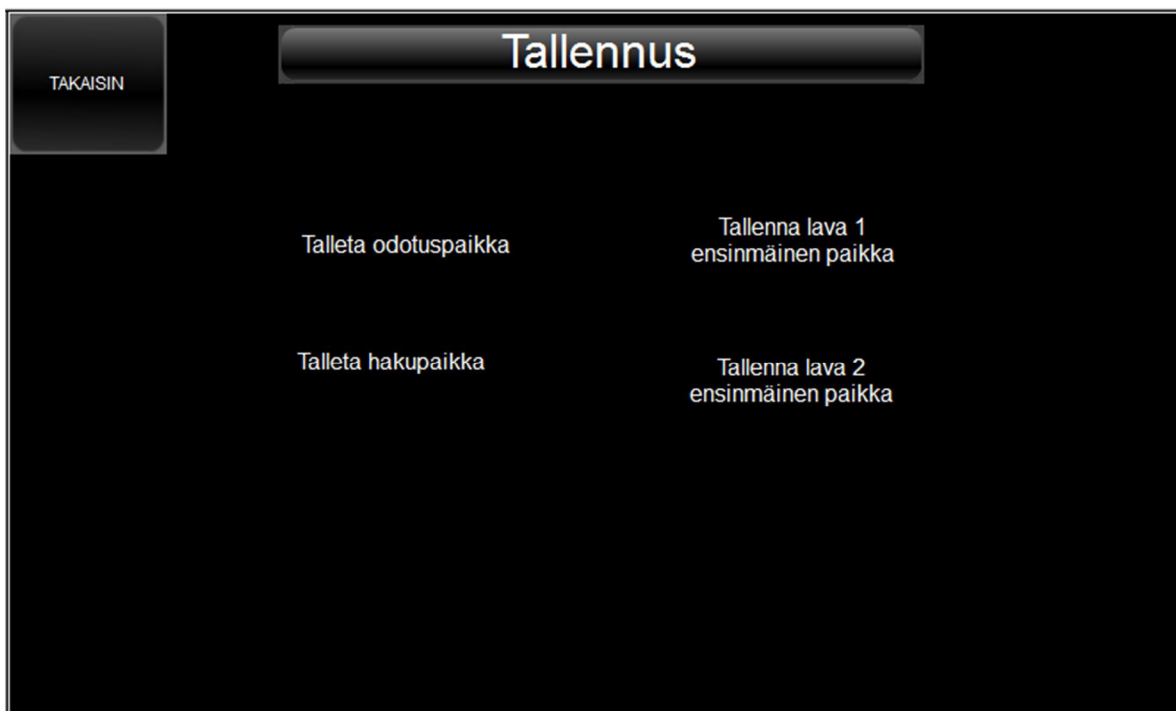 TAKAISIN
Tallennus
Talleta odotuspaikka
Tallenna lava 1
ensinmäinen paikka
Talleta hakupaikka
Tallenna lava 2
ensinmäinen paikka